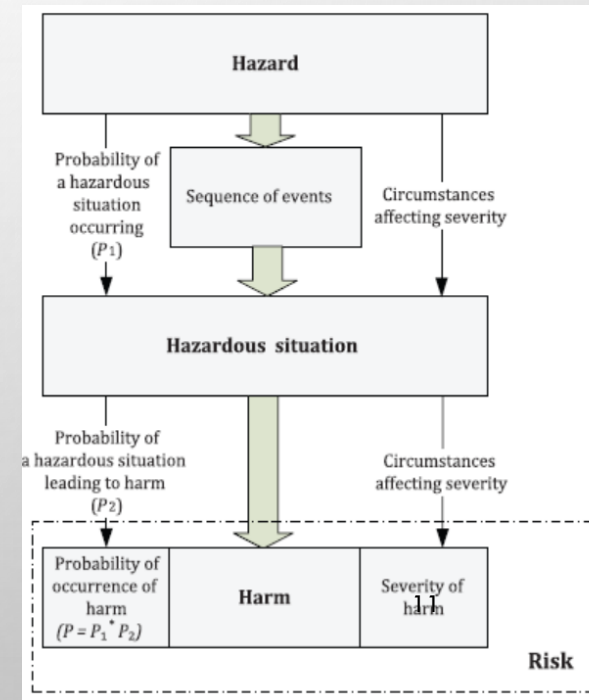 Hazard
Probability of
a hazardous
situation
occurring
(P1)
Sequence of events
Circumstances
affecting severity
Hazardous situation
Probability of
a hazardous situation
leading to harm
(P2)
Circumstances
affecting severity
Probability of
occurrence of
harm
(P = P1* P2)
Harm
Severity of
harm
11
Risk